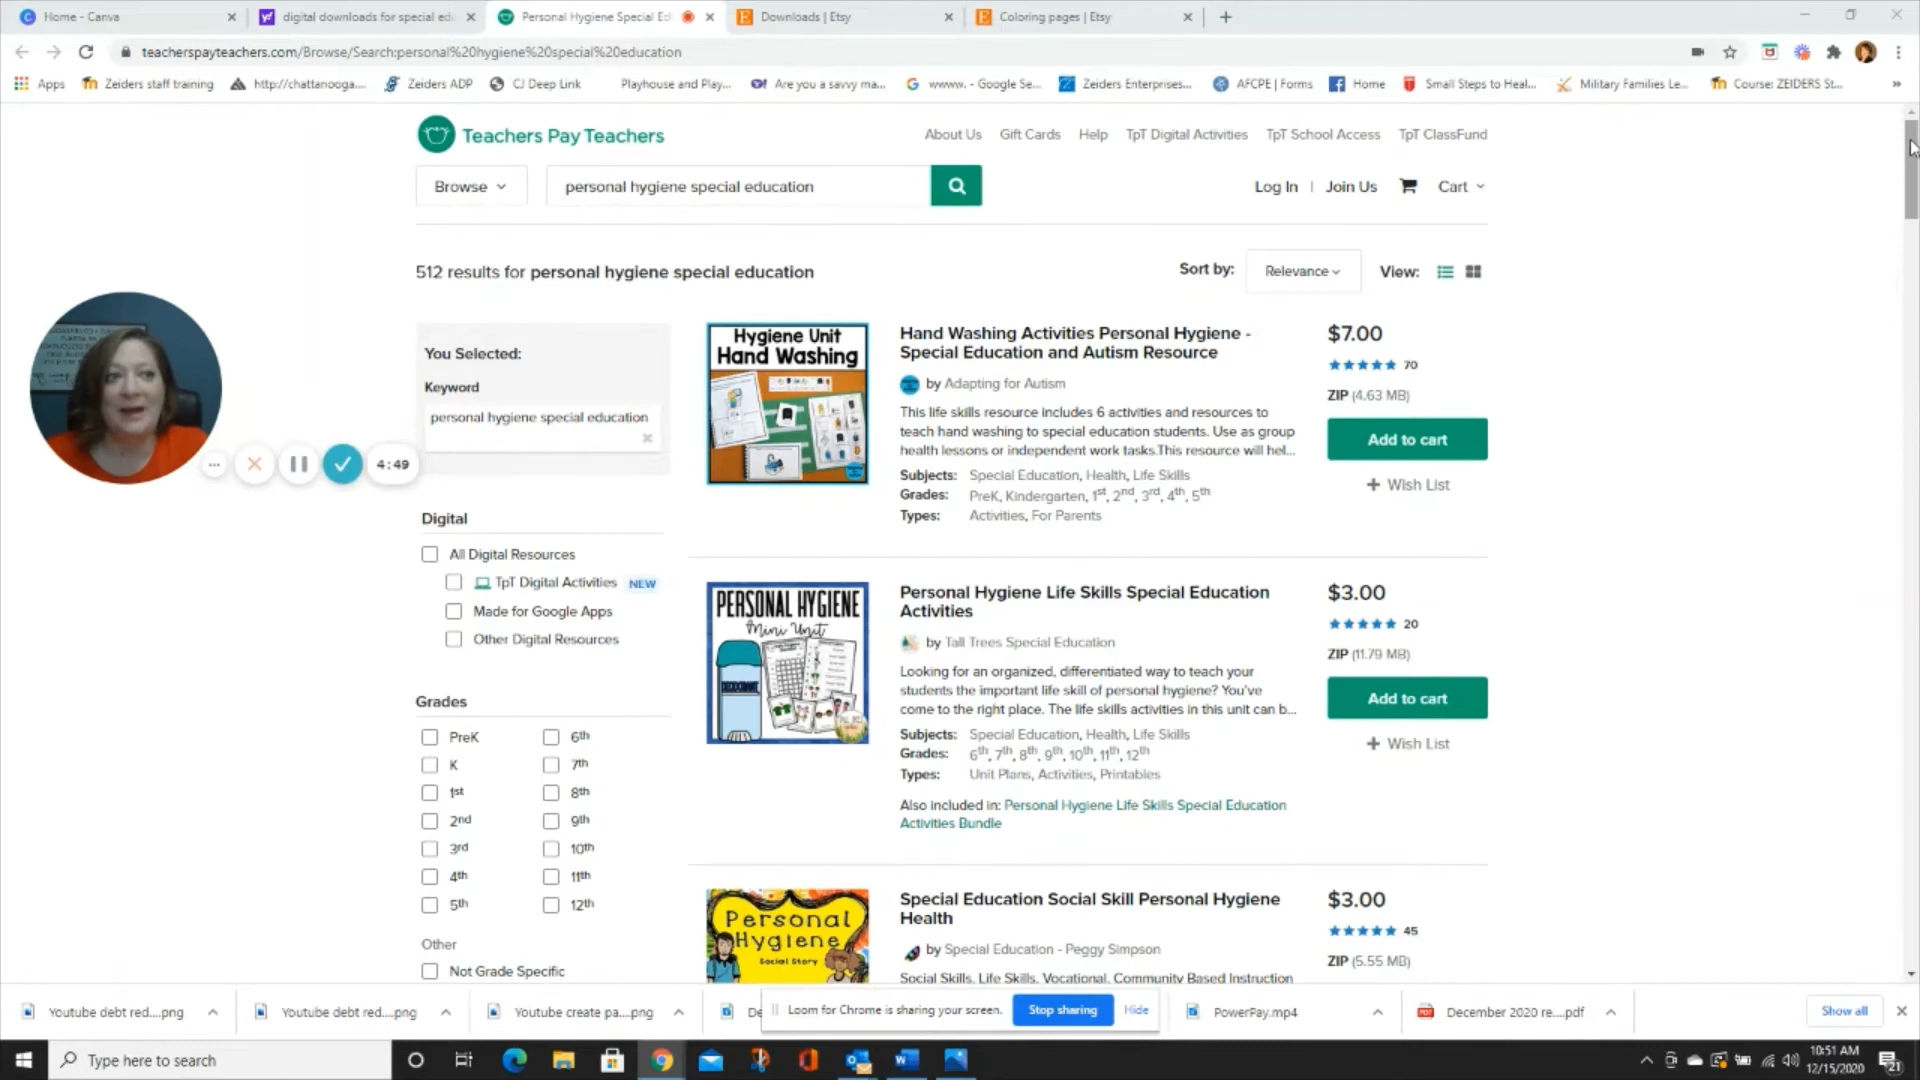 Home - Canva
digital downloads for special edu
Personal Hygiene Special Ed
Downloads | Etsy
Coloring pages | Etsy
teacherspayteachers.com/Browse/Search:personal%20hygiene%20special%20education
Apps
Zeiders staff training
http://chattanooga....
Zeiders ADP
CJ Deep Link
Playhouse and Play...
Are you a savvy ma...
wwww. - Google Se...
Zeiders Enterprises...
AFCPE | Forms
Home
Small Steps to Heal...
Military Families Le...
Course: ZEIDERS St...
Teachers Pay Teachers
About Us
Gift Cards
Help
TpT Digital Activities
TpT School Access
TpT ClassFund
Browse
personal hygiene special education
Log In | Join Us
Cart
512 results for personal hygiene special education
Sort by:
Relevance
View:
You Selected:
Keyword
personal hygiene special education
4:49
Digital
All Digital Resources
TpT Digital Activities NEW
Made for Google Apps
Other Digital Resources
Grades
PreK
6th
K
7th
1st
8th
2nd
9th
3rd
10th
4th
11th
5th
12th
Other
Not Grade Specific
Hygiene Unit
Hand Washing
Hand Washing Activities Personal Hygiene -
Special Education and Autism Resource
by Adapting for Autism
This life skills resource includes 6 activities and resources to
teach hand washing to special education students. Use as group
health lessons or independent work tasks.This resource will hel...
Subjects: Special Education, Health, Life Skills
Grades: PreK, Kindergarten, 1st, 2nd, 3rd, 4th, 5th
Types: Activities, For Parents
$7.00
70
ZIP (4.63 MB)
Add to cart
+ Wish List
PERSONAL HYGIENE
Mini Unit
DEODORANT
Personal Hygiene Life Skills Special Education
Activities
by Tall Trees Special Education
Looking for an organized, differentiated way to teach your
students the important life skill of personal hygiene? You've
come to the right place. The life skills activities in this unit can b...
Subjects: Special Education, Health, Life Skills
Grades: 6th, 7th, 8th, 9th, 10th, 11th, 12th
Types: Unit Plans, Activities, Printables
Also included in: Personal Hygiene Life Skills Special Education
Activities Bundle
$3.00
20
ZIP (11.79 MB)
Add to cart
+ Wish List
Personal
Hygiene
Social Story
Special Education Social Skill Personal Hygiene
Health
by Special Education - Peggy Simpson
Social Skills, Life Skills, Vocational, Community Based Instruction
$3.00
45
ZIP (5.55 MB)
Youtube debt red....png
Youtube debt red....png
Youtube create pa....png
De
Loom for Chrome is sharing your screen.
Stop sharing
Hide
PowerPay.mp4
December 2020 re....pdf
Show all
Type here to search
10:51 AM
12/15/2020
21